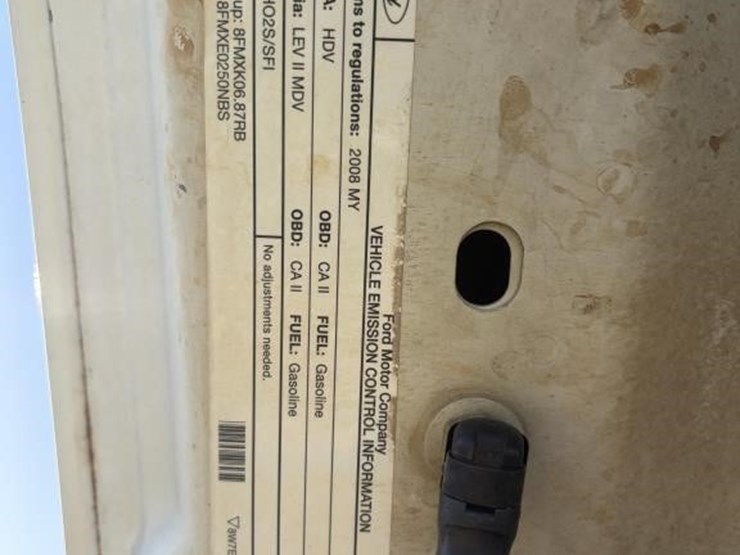 Ford Motor Company
VEHICLE EMISSION CONTROL INFORMATION
ns to regulations: 2008 MY
A: HDV OBD: CA II FUEL: Gasoline
ia: LEV II MDV OBD: CA II FUEL: Gasoline
HO2S/SFI No adjustments needed.
up: 8FMXK06.87RB
8FMXE0250NBS
8W7E